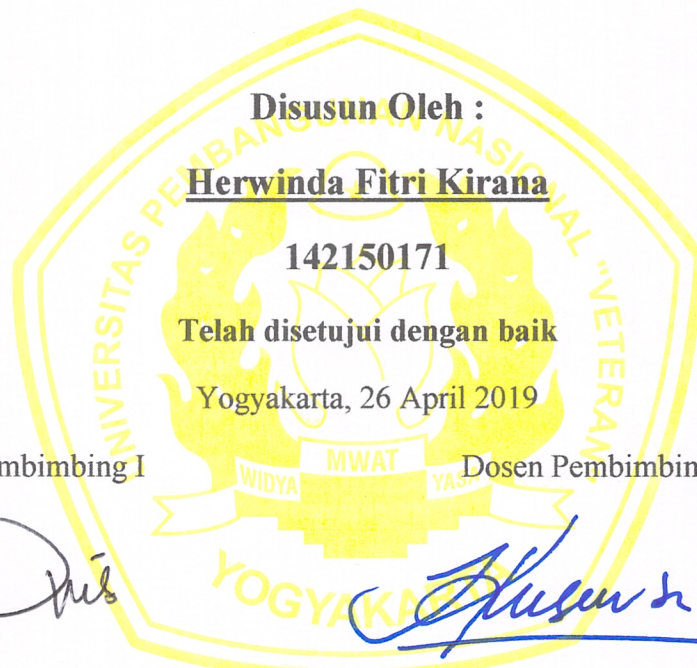 Disusun Oleh :
Herwinda Fitri Kirana
142150171
Telah disetujui dengan baik
Yogyakarta, 26 April 2019
mbimbing I
Dosen Pembimbin
UNIVERSITAS PEMBANGUNAN NASIONAL "VETERAN"
WIDYA MWAT YASA
YOGYAKARTA